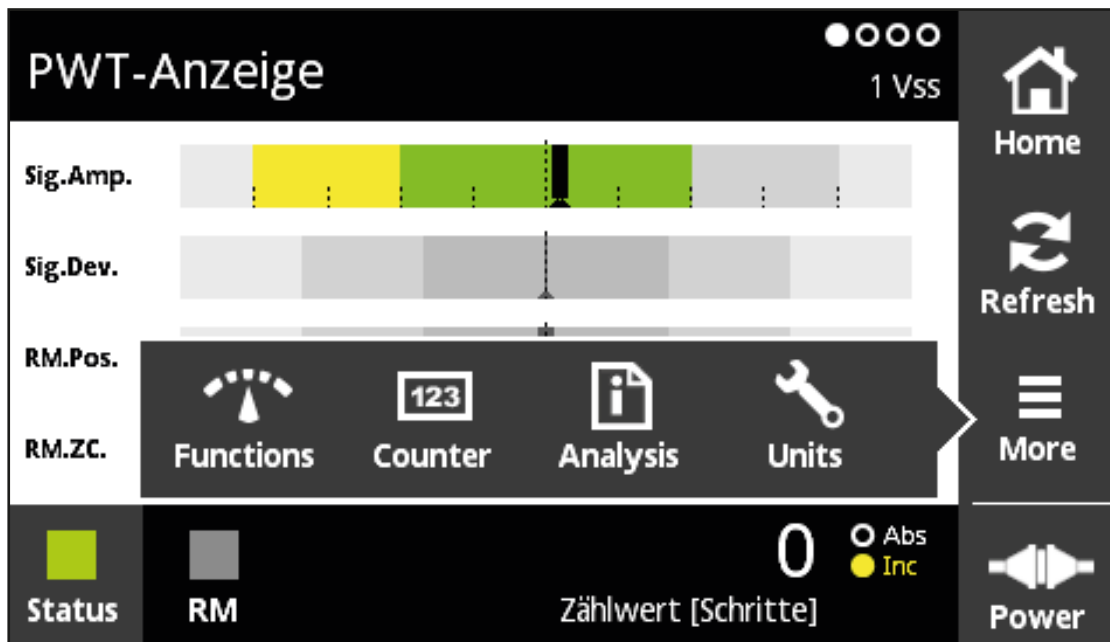 PWT-Anzeige
1 Vss
Home
Sig.Amp.
Sig.Dev.
Refresh
RM.Pos.
123
Functions
Counter
Analysis
Units
RM.ZC.
More
0
Abs
Inc
Status
RM
Zählwert [Schritte]
Power